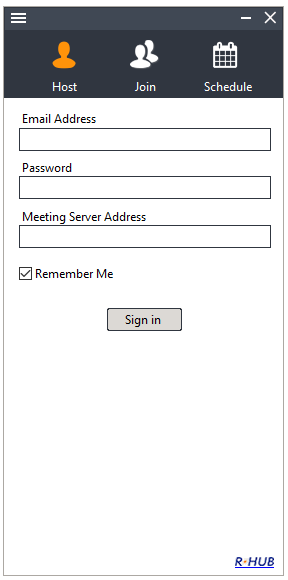 Host Join Schedule
Email Address
Password
Meeting Server Address
Remember Me
Sign in
R•HUB